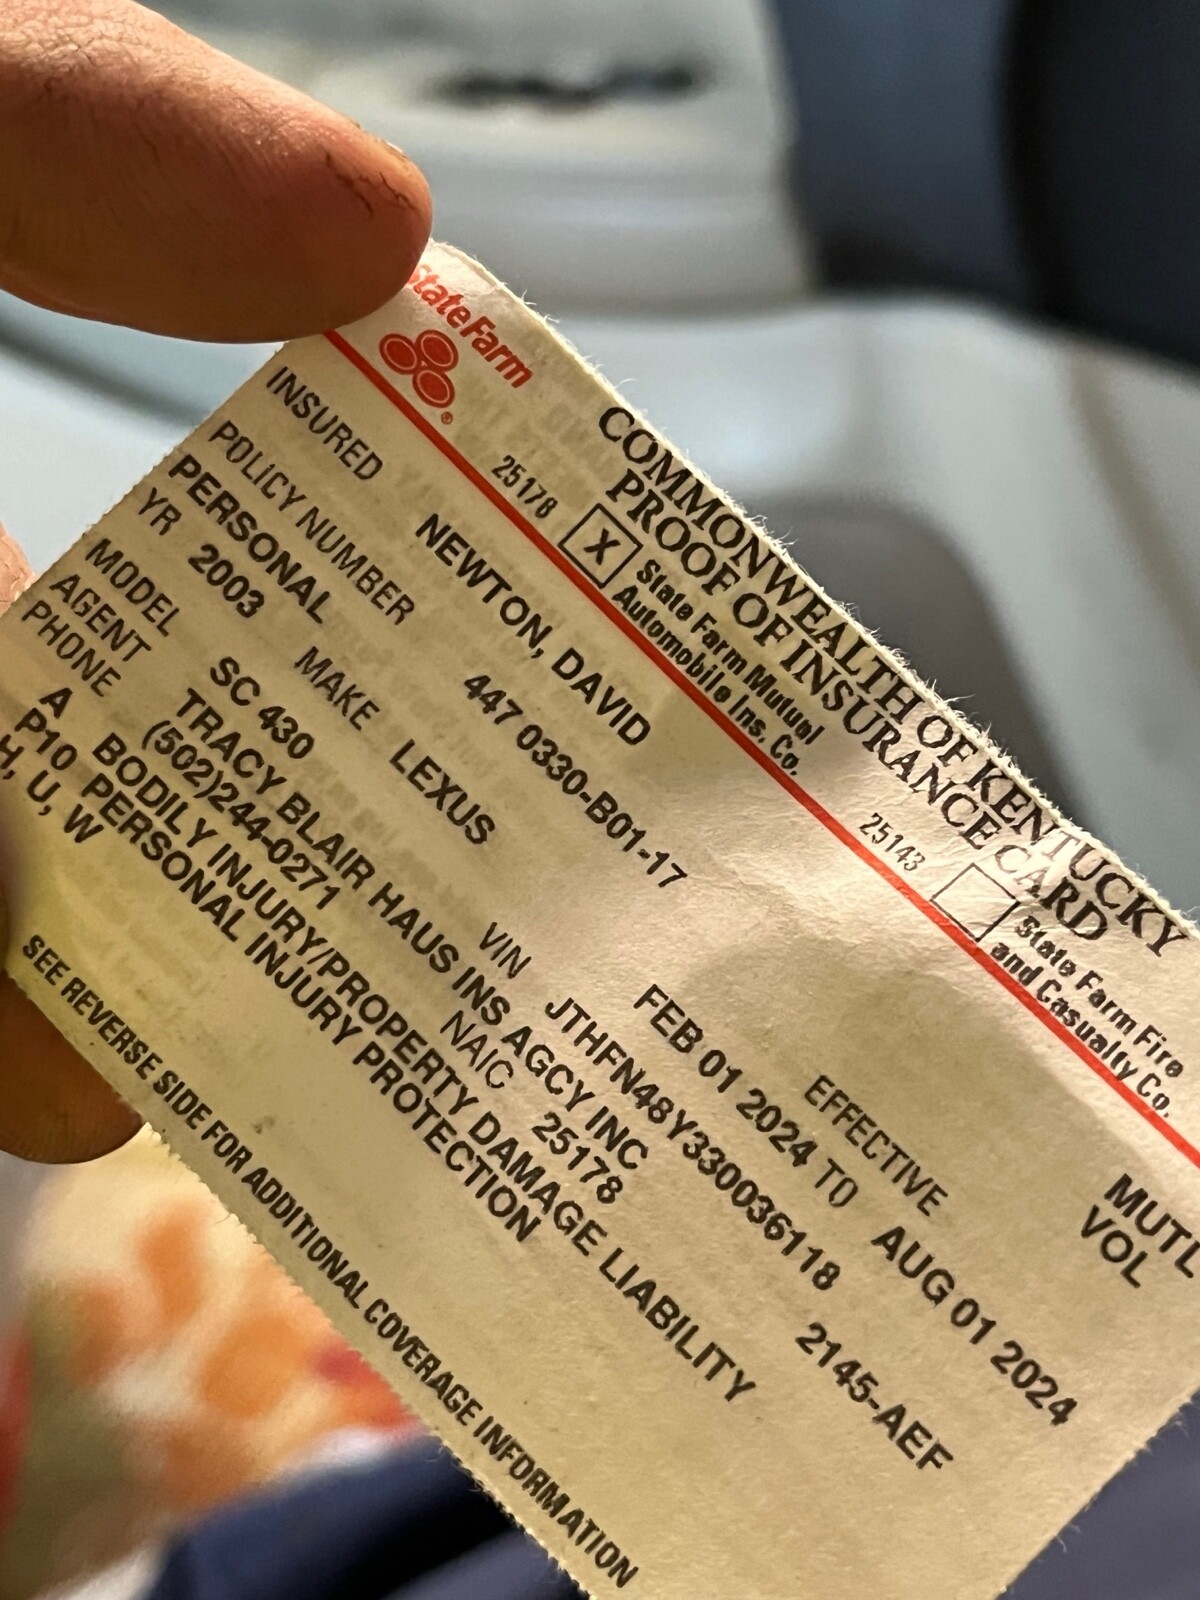 StateFarm
COMMONWEALTH OF KENTUCKY
PROOF OF INSURANCE CARD
25178 X State Farm Mutual Automobile Ins. Co. 25143 State Farm Fire and Casualty Co.
INSURED NEWTON, DAVID MUTL
VOL
POLICY NUMBER 447 0330-B01-17 EFFECTIVE
PERSONAL FEB 01 2024 TO AUG 01 2024
YR 2003 MAKE LEXUS VIN JTHFN48Y330036118
MODEL SC 430 2145-AEF
AGENT TRACY BLAIR HAUS INS AGCY INC
PHONE (502)244-0271 NAIC 25178
A BODILY INJURY/PROPERTY DAMAGE LIABILITY
P10 PERSONAL INJURY PROTECTION
H, U, W
SEE REVERSE SIDE FOR ADDITIONAL COVERAGE INFORMATION